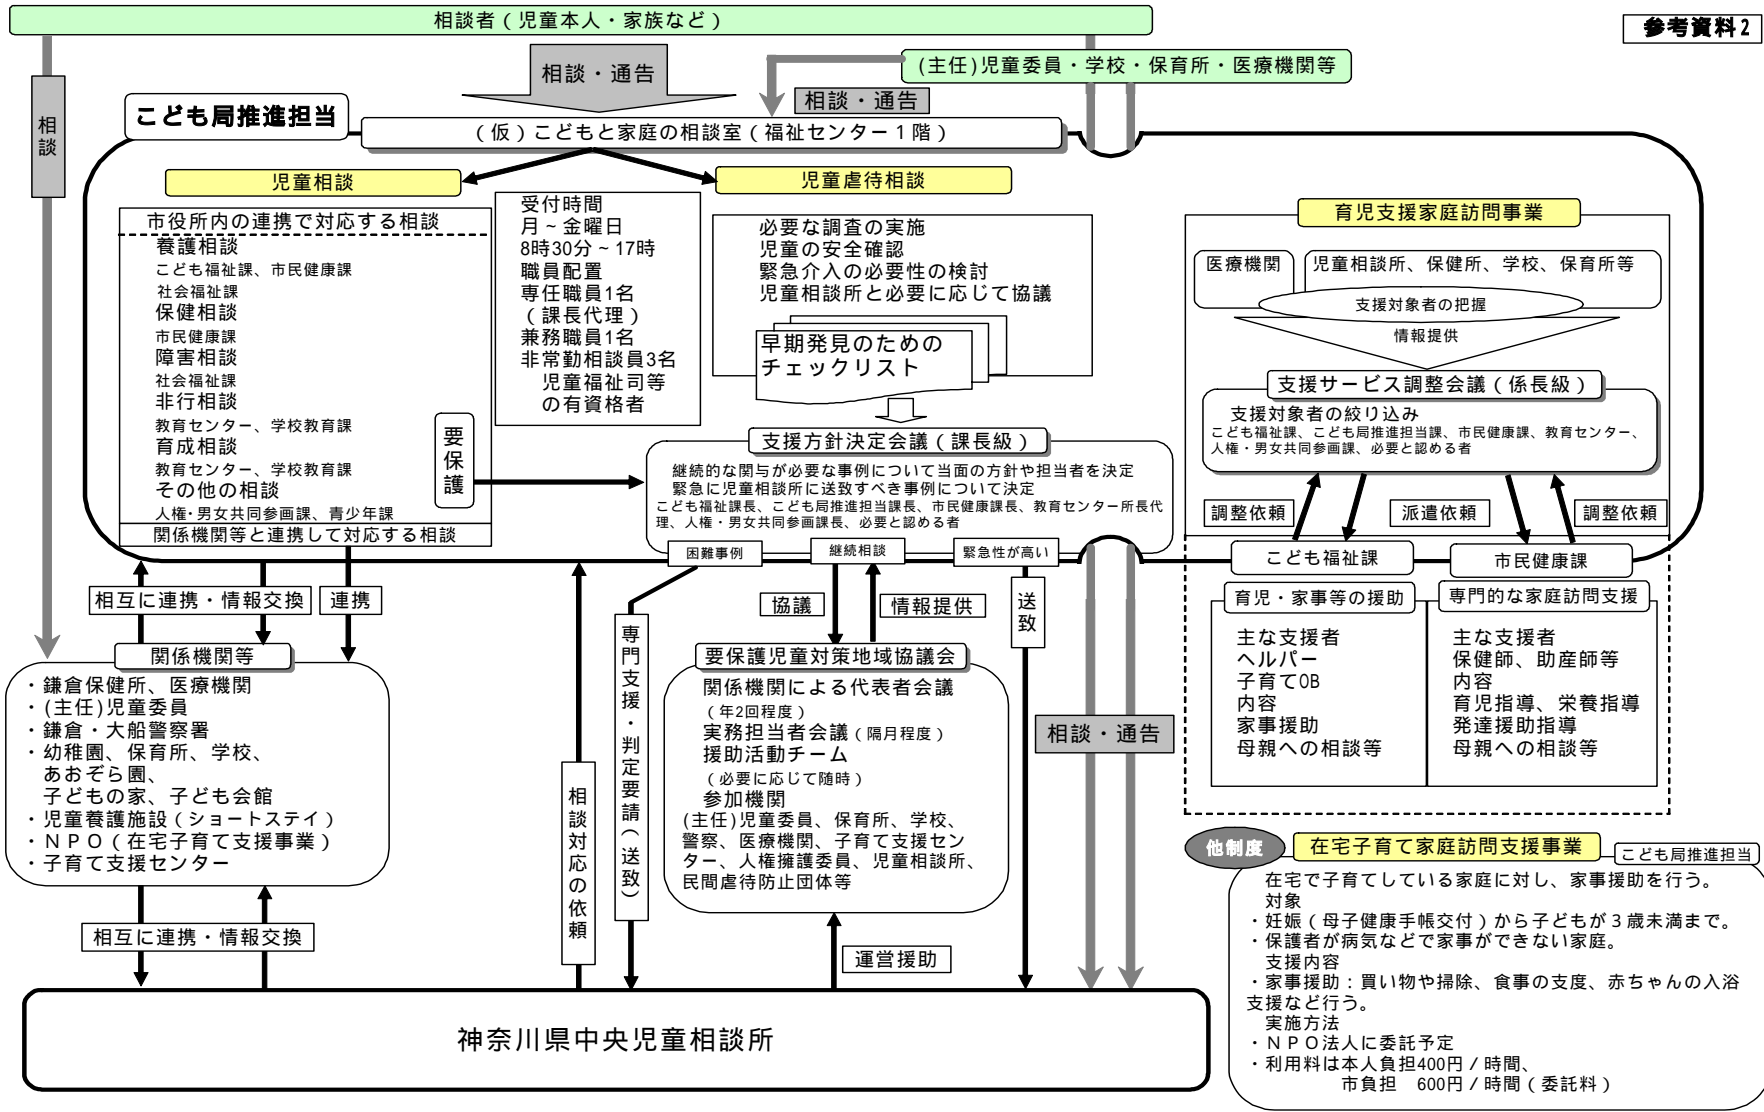 相談者（児童本人・家族など）
参考資料2
(主任)児童委員・学校・保育所・医療機関等
相談・通告
相談・通告
相談
こども局推進担当
（仮）こどもと家庭の相談室（福祉センター１階）
児童相談
児童虐待相談
市役所内の連携で対応する相談
養護相談
こども福祉課、市民健康課
社会福祉課
保健相談
市民健康課
障害相談
社会福祉課
非行相談
教育センター、学校教育課
育成相談
教育センター、学校教育課
その他の相談
人権・男女共同参画課、青少年課
関係機関等と連携して対応する相談
要保護
受付時間
月～金曜日
8時30分～17時
職員配置
専任職員1名
（課長代理）
兼務職員1名
非常勤相談員3名
児童福祉司等
の有資格者
必要な調査の実施
児童の安全確認
緊急介入の必要性の検討
児童相談所と必要に応じて協議
早期発見のための
チェックリスト
支援方針決定会議（課長級）
継続的な関与が必要な事例について当面の方針や担当者を決定
緊急に児童相談所に送致すべき事例について決定
こども福祉課長、こども局推進担当課長、市民健康課長、教育センター所長代
理、人権・男女共同参画課長、必要と認める者
困難事例
継続相談
緊急性が高い
育児支援家庭訪問事業
医療機関
児童相談所、保健所、学校、保育所等
支援対象者の把握
情報提供
支援サービス調整会議（係長級）
支援対象者の絞り込み
こども福祉課、こども局推進担当課、市民健康課、教育センター、
人権・男女共同参画課、必要と認める者
調整依頼
派遣依頼
調整依頼
こども福祉課
市民健康課
育児・家事等の援助
主な支援者
ヘルパー
子育てOB
内容
家事援助
母親への相談等
専門的な家庭訪問支援
主な支援者
保健師、助産師等
内容
育児指導、栄養指導
発達援助指導
母親への相談等
相互に連携・情報交換
連携
協議
情報提供
送致
関係機関等
・鎌倉保健所、医療機関
・(主任)児童委員
・鎌倉・大船警察署
・幼稚園、保育所、学校、
あおぞら園、
子どもの家、子ども会館
・児童養護施設（ショートステイ）
・ＮＰＯ（在宅子育て支援事業）
・子育て支援センター
相互に連携・情報交換
相談対応の依頼
専門支援・判定要請（送致）
要保護児童対策地域協議会
関係機関による代表者会議
（年2回程度）
実務担当者会議（隔月程度）
援助活動チーム
（必要に応じて随時）
参加機関
(主任)児童委員、保育所、学校、
警察、医療機関、子育て支援セン
ター、人権擁護委員、児童相談所、
民間虐待防止団体等
運営援助
相談・通告
神奈川県中央児童相談所
他制度
在宅子育て家庭訪問支援事業
こども局推進担当
在宅で子育てしている家庭に対し、家事援助を行う。
対象
・妊娠（母子健康手帳交付）から子どもが３歳未満まで。
・保護者が病気などで家事ができない家庭。
支援内容
・家事援助：買い物や掃除、食事の支度、赤ちゃんの入浴
支援など行う。
実施方法
・ＮＰＯ法人に委託予定
・利用料は本人負担400円／時間、
市負担　600円／時間（委託料）